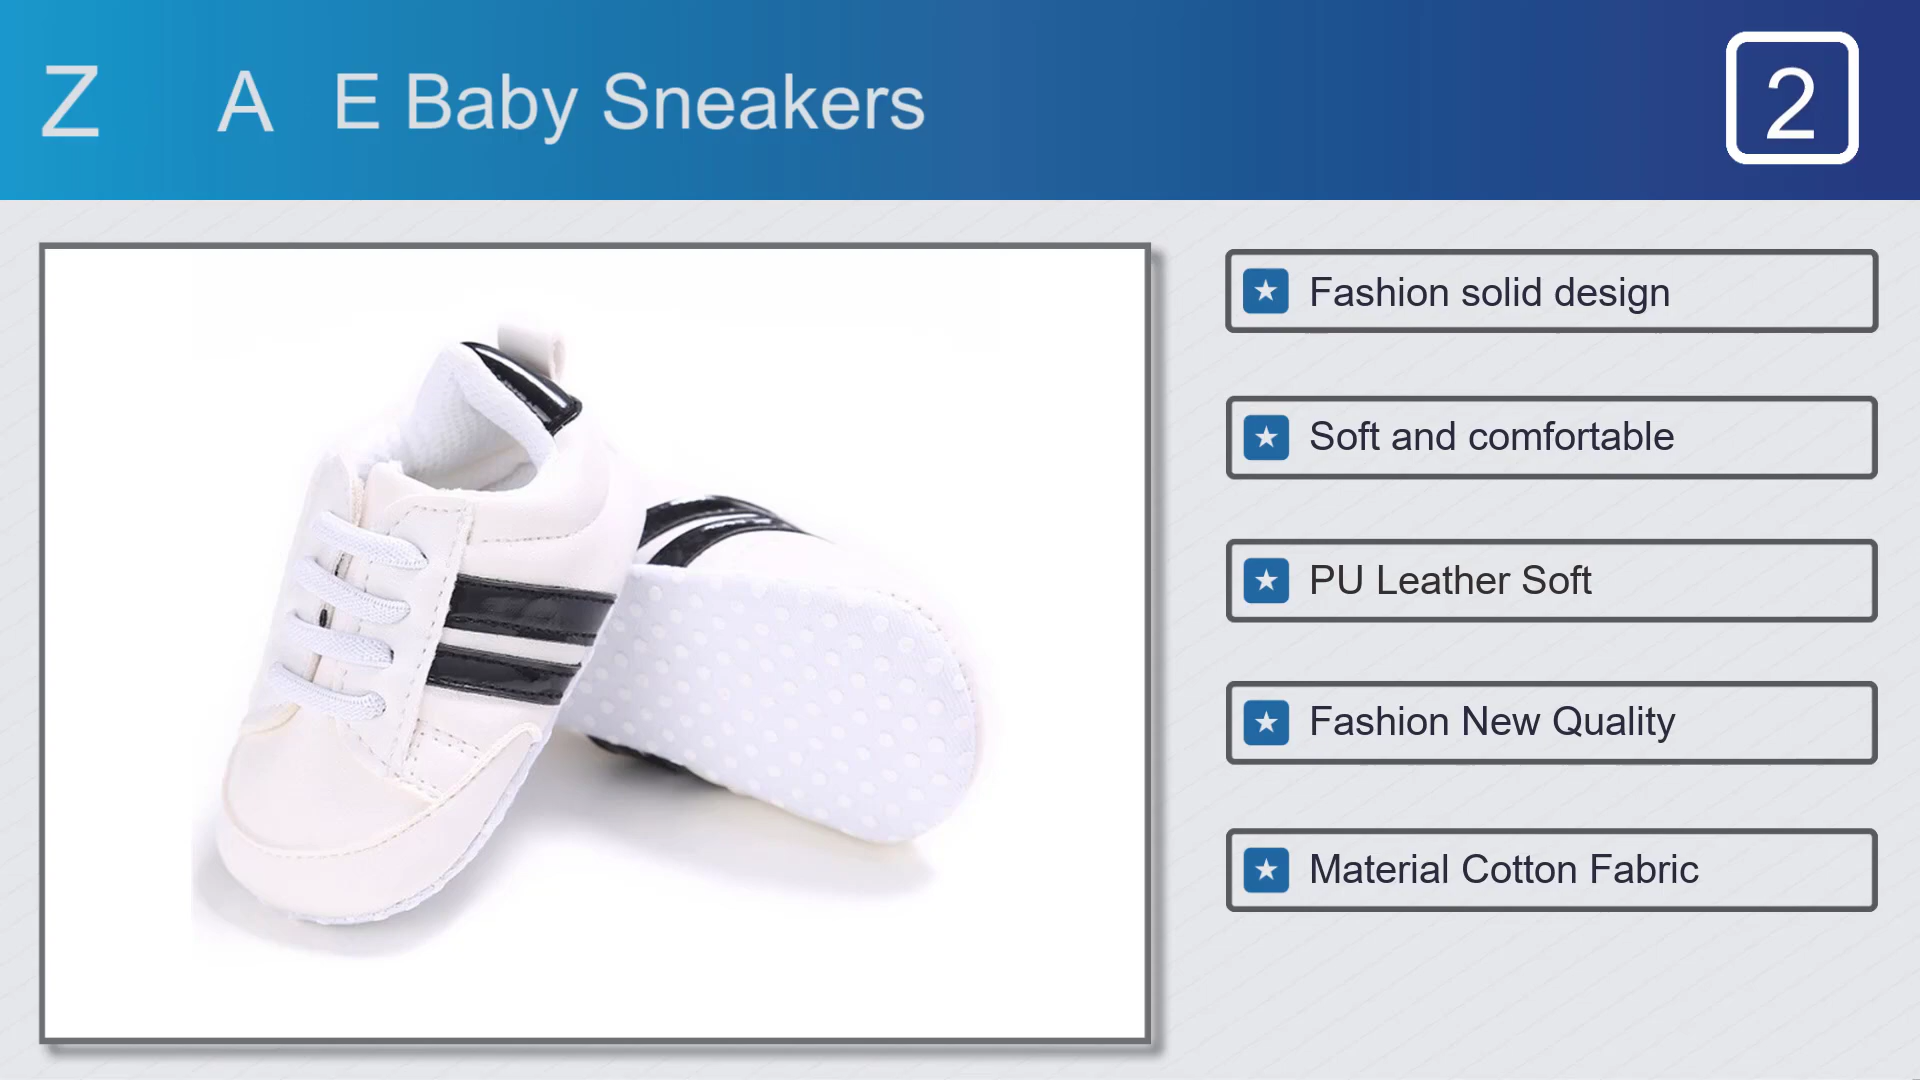 Z A E Baby Sneakers
2
Fashion solid design
Soft and comfortable
PU Leather Soft
Fashion New Quality
Material Cotton Fabric